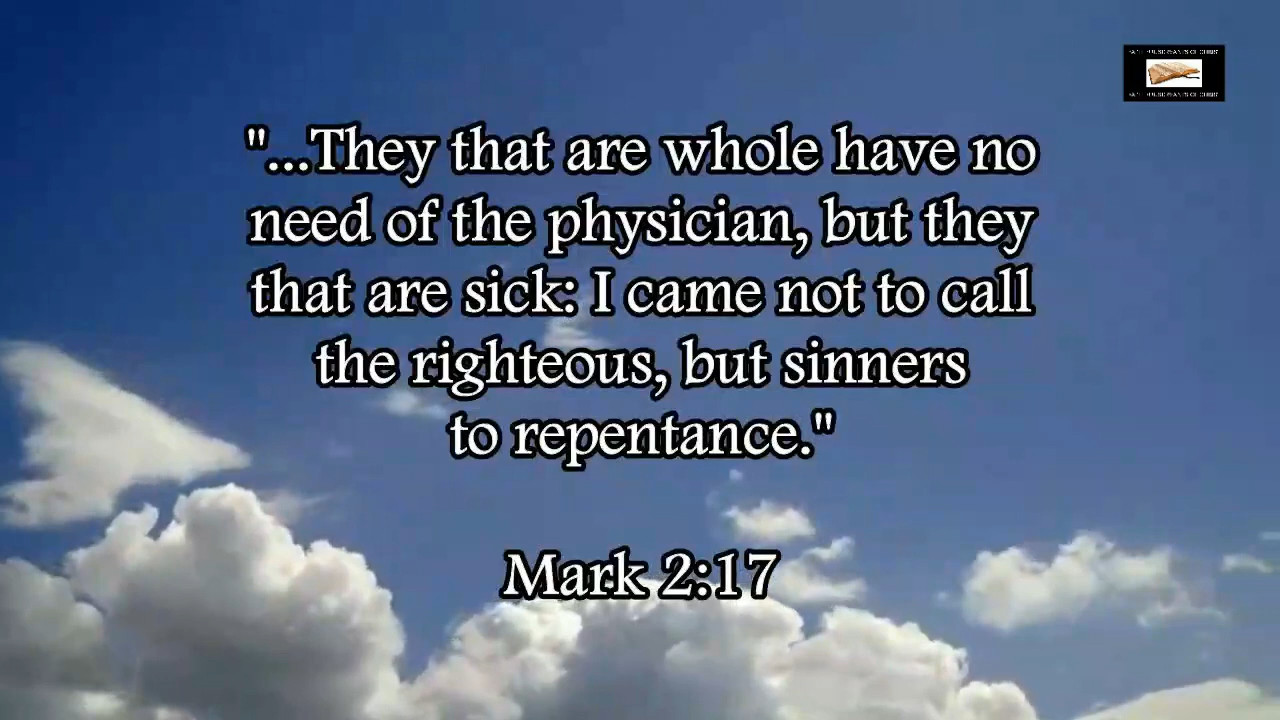 "...They that are whole have no
need of the physician, but they
that are sick: I came not to call
the righteous, but sinners
to repentance."
Mark 2:17